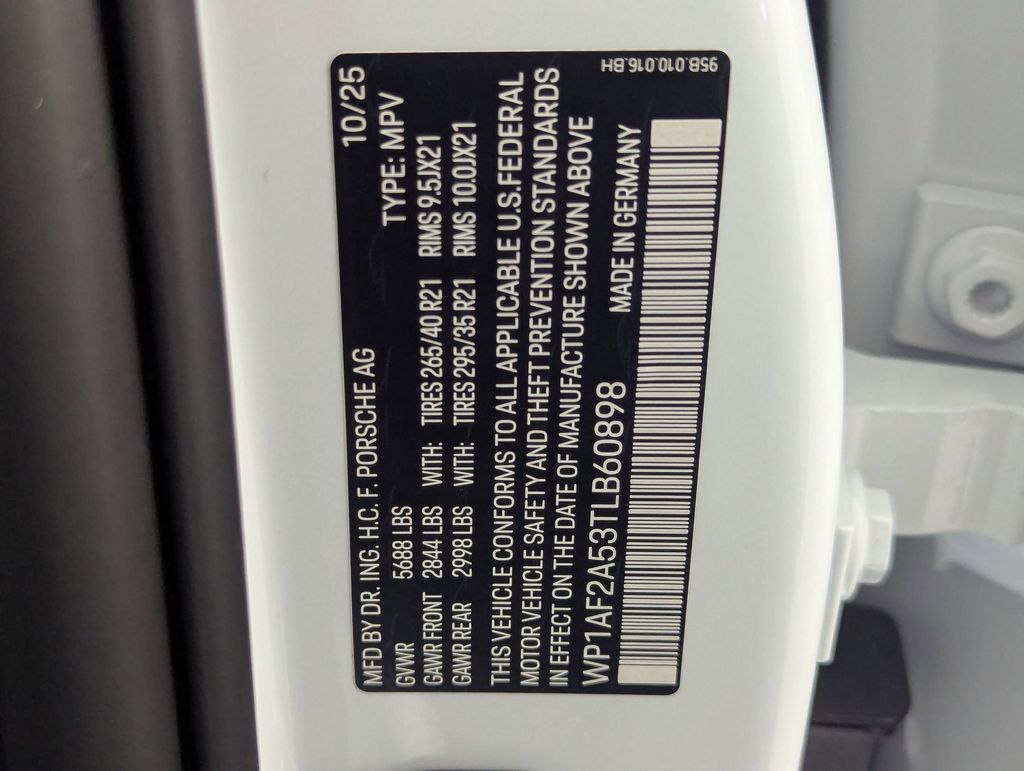 MFD BY DR. ING. H.C. F. PORSCHE AG 10/25
GVWR 5688 LBS TYPE: MPV
GAWR FRONT 2844 LBS WITH: TIRES 265/40 R21 RIMS 9.5JX21
GAWR REAR 2998 LBS WITH: TIRES 295/35 R21 RIMS 10.0JX21
THIS VEHICLE CONFORMS TO ALL APPLICABLE U.S.FEDERAL
MOTOR VEHICLE SAFETY AND THEFT PREVENTION STANDARDS
IN EFFECT ON THE DATE OF MANUFACTURE SHOWN ABOVE
WP1AF2A53TLB60898 MADE IN GERMANY
95B.010.016.BH